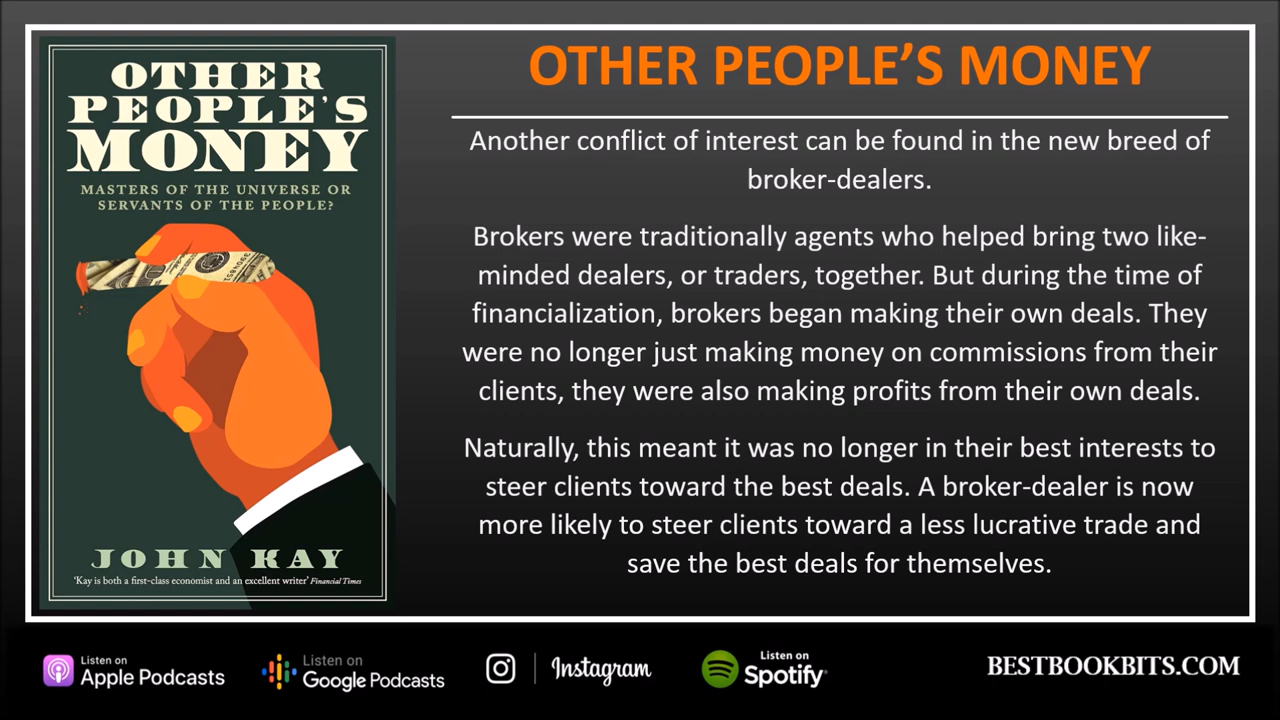 OTHER
PEOPLE'S
MONEY
MASTERS OF THE UNIVERSE OR
SERVANTS OF THE PEOPLE?
JOHN KAY
'Kay is both a first-class economist and an excellent writer' Financial Times
OTHER PEOPLE'S MONEY
Another conflict of interest can be found in the new breed of
broker-dealers.
Brokers were traditionally agents who helped bring two like-
minded dealers, or traders, together. But during the time of
financialization, brokers began making their own deals. They
were no longer just making money on commissions from their
clients, they were also making profits from their own deals.
Naturally, this meant it was no longer in their best interests to
steer clients toward the best deals. A broker-dealer is now
more likely to steer clients toward a less lucrative trade and
save the best deals for themselves.
Listen on
Apple Podcasts
Listen on
Google Podcasts
Instagram
Listen on
Spotify
BESTBOOKBITS.COM